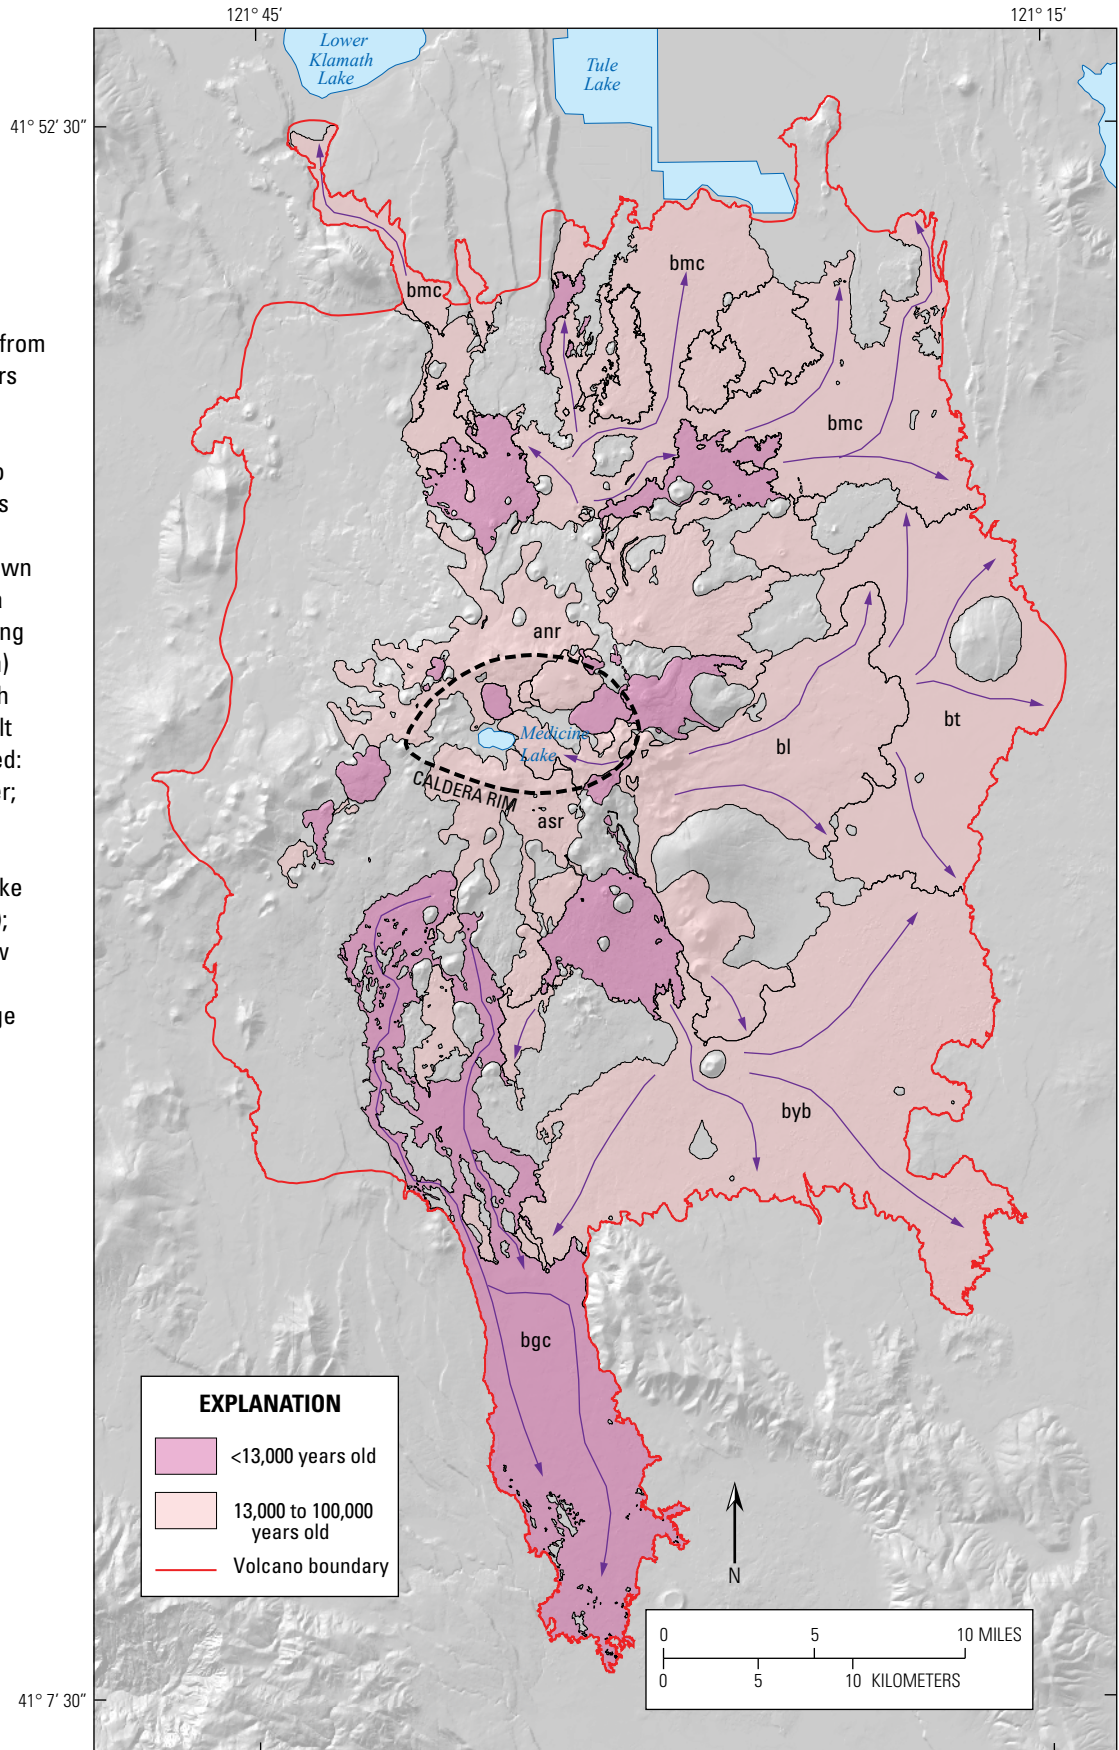 121° 45’
121° 15’
41° 52’ 30”
Lower
Klamath
Lake
Tule
Lake
bmc
bmc
bmc
from
rs
o
s
wn
n
ng
n)
h
lt
ed:
er;
ke
);
w
ge
anr
Medicine
Lake
CALDERA RIM
asr
bl
bt
byb
bgc
EXPLANATION
<13,000 years old
13,000 to 100,000
years old
Volcano boundary
N
0 5 10 MILES
0 5 10 KILOMETERS
41° 7’ 30”